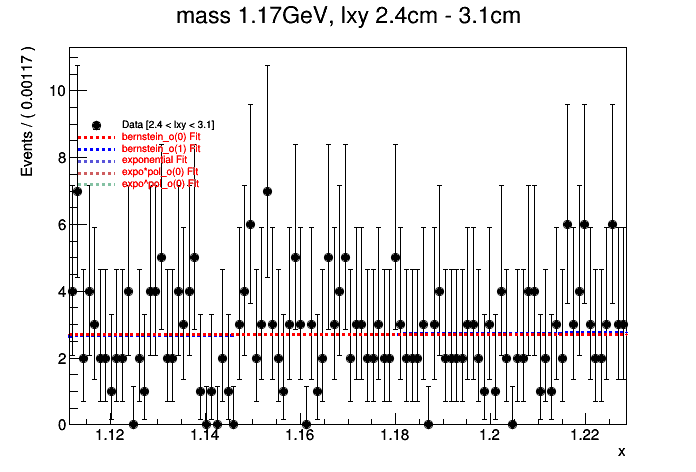 mass 1.17GeV, lxy 2.4cm - 3.1cm
Events / ( 0.00117 )
10
8
6
4
2
0
Data [2.4 < lxy < 3.1]
bernstein_o(0) Fit
bernstein_o(1) Fit
exponential Fit
expo*pol_o(0) Fit
expo^pol_o(0) Fit
1.12 1.14 1.16 1.18 1.2 1.22
x